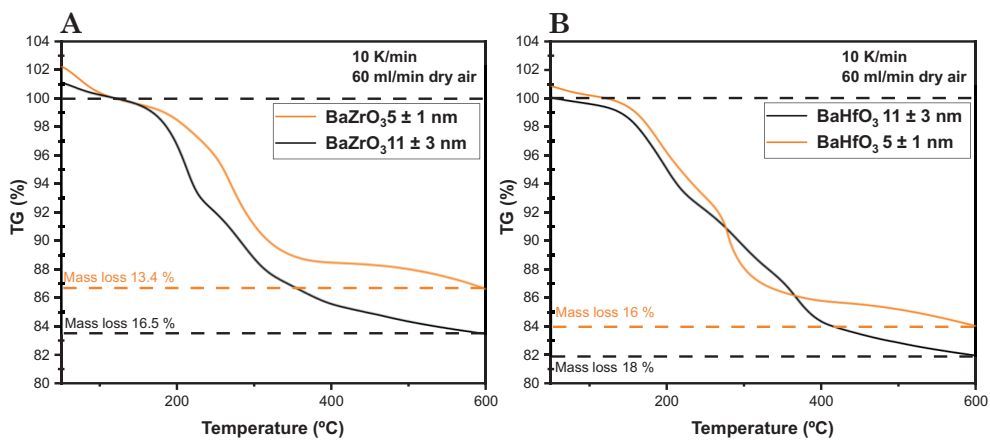 A
104
102
100
98
96
94
92
90
88
86
84
82
80
TG (%)
10 K/min
60 ml/min dry air
BaZrO₃5 ± 1 nm
BaZrO₃11 ± 3 nm
Mass loss 13.4 %
Mass loss 16.5 %
200
400
600
Temperature (ºC)
B
104
102
100
98
96
94
92
90
88
86
84
82
80
TG (%)
10 K/min
60 ml/min dry air
BaHfO₃ 11 ± 3 nm
BaHfO₃ 5 ± 1 nm
Mass loss 16 %
Mass loss 18 %
200
400
600
Temperature (ºC)